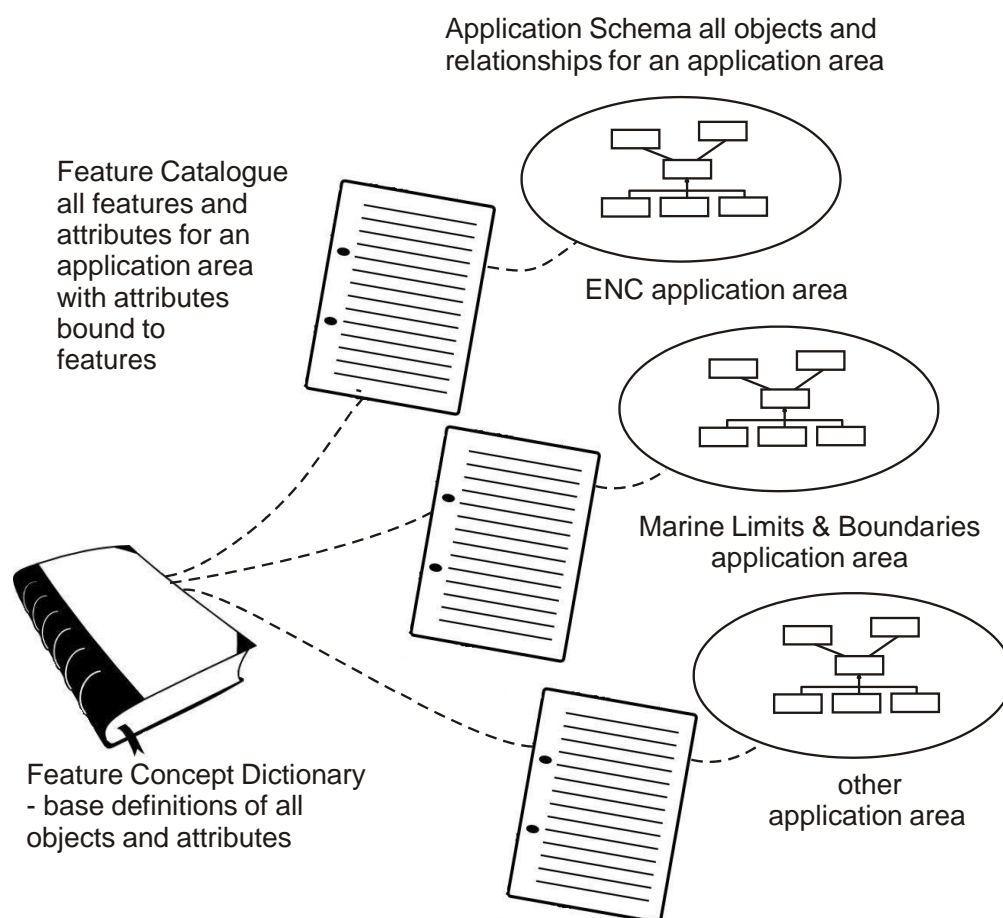 Application Schema all objects and
relationships for an application area
Feature Catalogue
all features and
attributes for an
application area
with attributes
bound to
features
ENC application area
Marine Limits & Boundaries
application area
Feature Concept Dictionary
- base definitions of all
objects and attributes
other
application area